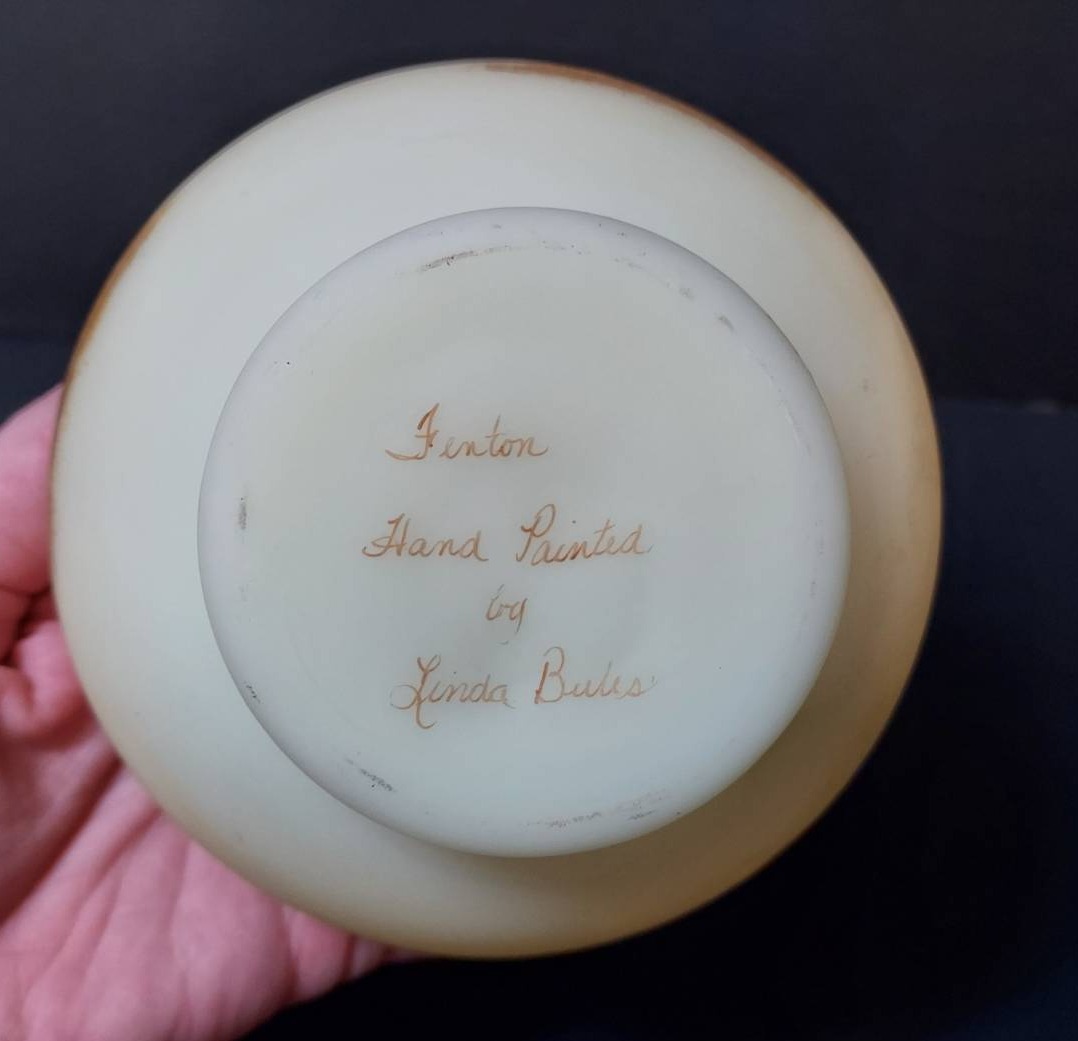 Fenton
Hand Painted
by
Linda Bules